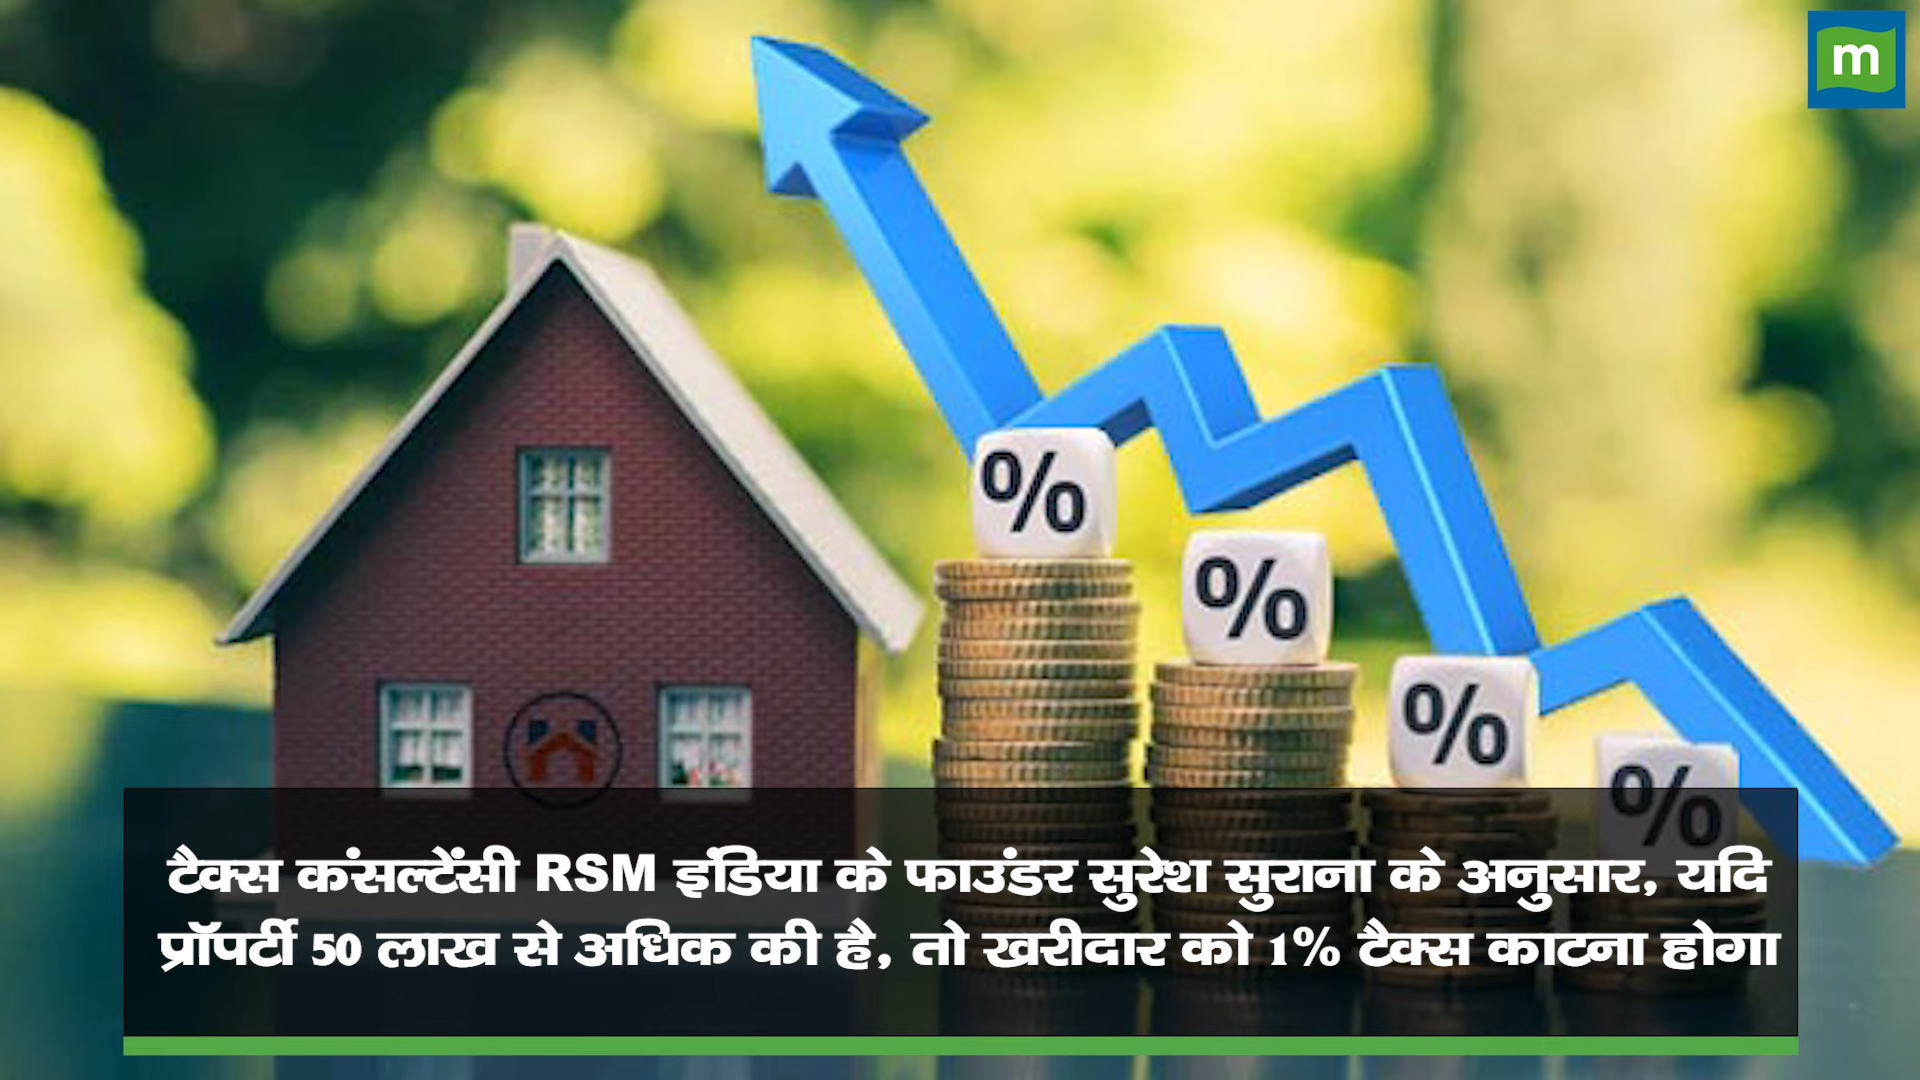 m
%
%
%
%
टैक्स कंसल्टेंसी RSM इंडिया के फाउंडर सुरेश सुराना के अनुसार, यदि
प्रॉपर्टी 50 लाख से अधिक की है, तो खरीदार को 1% टैक्स काटना होगा